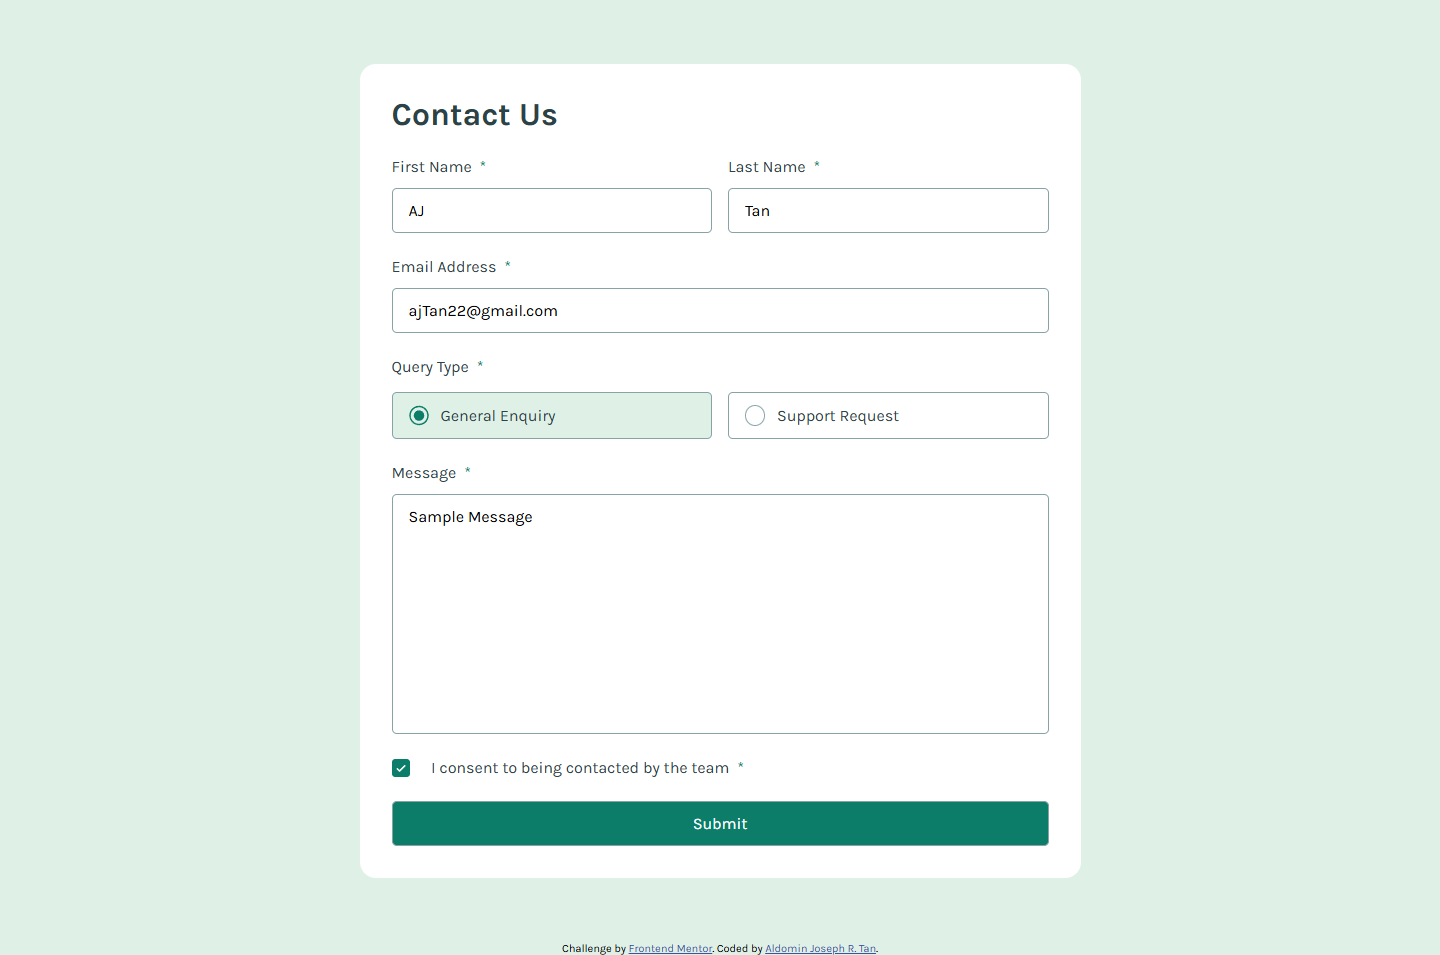 Contact Us
First Name *
Last Name *
AJ
Tan
Email Address *
ajTan22@gmail.com
Query Type *
General Enquiry
Support Request
Message *
Sample Message
I consent to being contacted by the team *
Submit
Challenge by Frontend Mentor. Coded by Aldomin Joseph R. Tan.